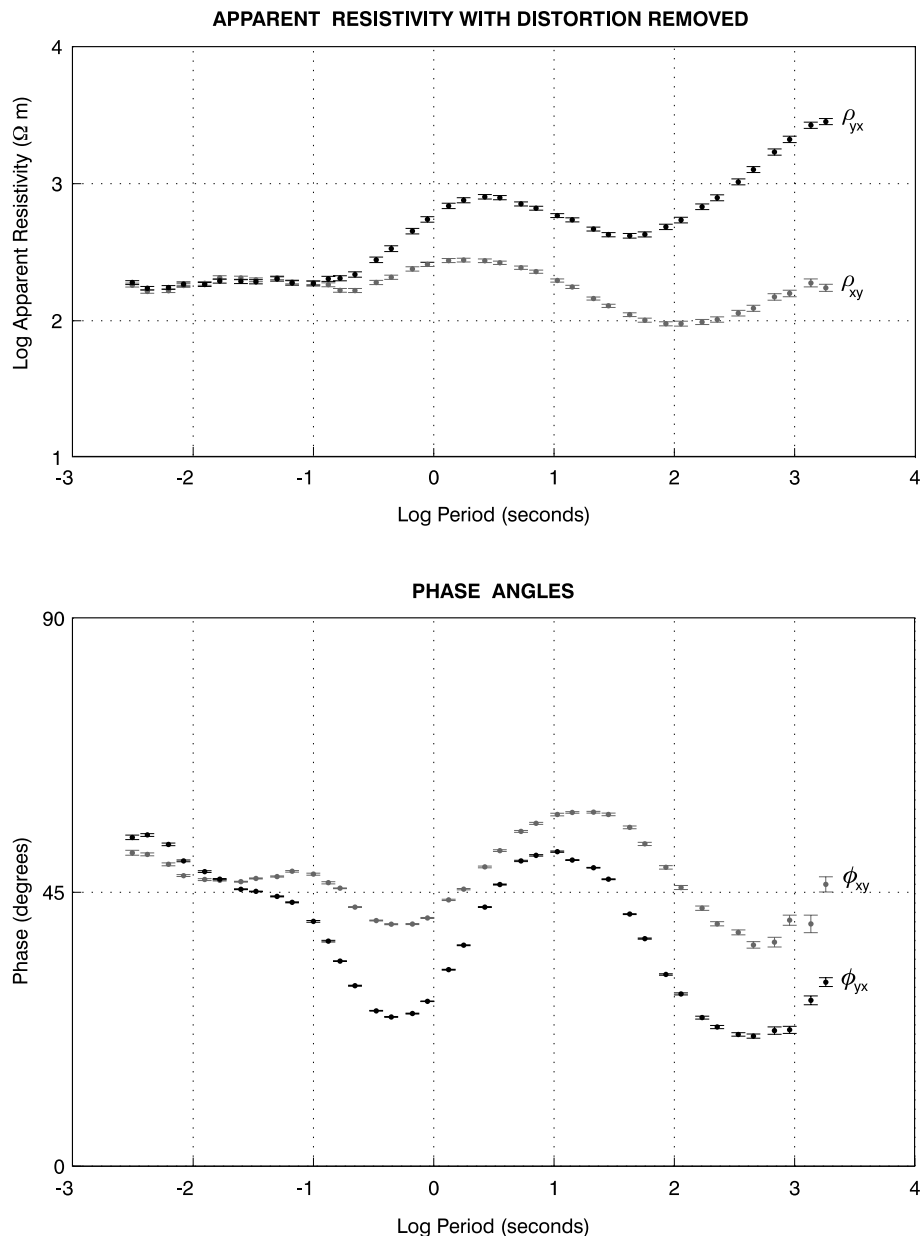 APPARENT RESISTIVITY WITH DISTORTION REMOVED
4
3
2
1
Log Apparent Resistivity (Ω m)
ρyx
ρxy
-3 -2 -1 0 1 2 3 4
Log Period (seconds)
PHASE ANGLES
90
45
0
Phase (degrees)
ϕxy
ϕyx
-3 -2 -1 0 1 2 3 4
Log Period (seconds)